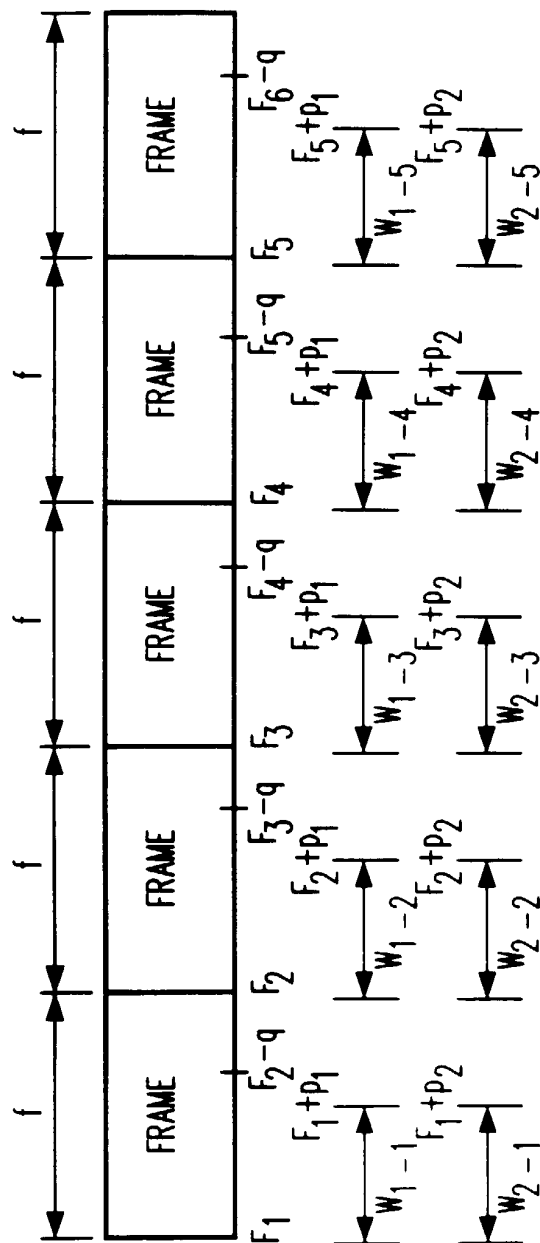 f f f f f
FRAME FRAME FRAME FRAME FRAME
F1 F2-q F2 F3-q F3 F4-q F4 F5-q F5 F6-q
F1+p1 F2+p1 F3+p1 F4+p1 F5+p1
W1-1 W1-2 W1-3 W1-4 W1-5
F1+p2 F2+p2 F3+p2 F4+p2 F5+p2
W2-1 W2-2 W2-3 W2-4 W2-5